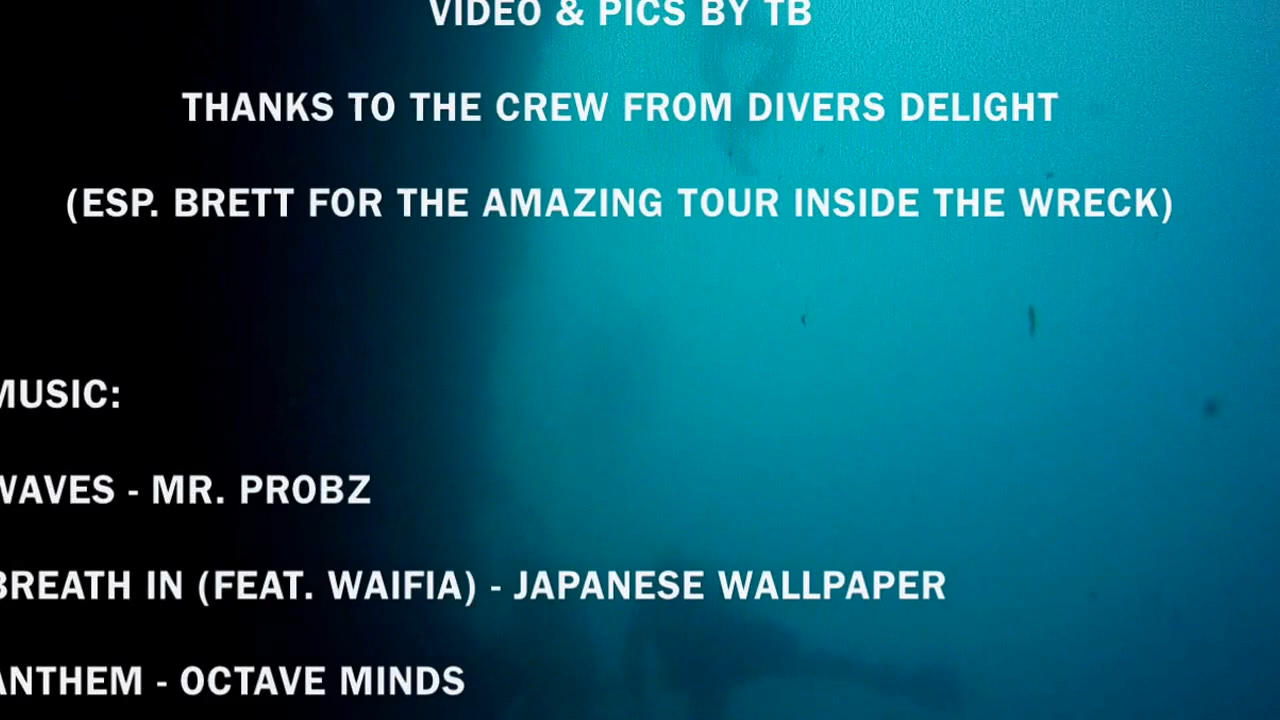 VIDEO & PICS BY TB
THANKS TO THE CREW FROM DIVERS DELIGHT
(ESP. BRETT FOR THE AMAZING TOUR INSIDE THE WRECK)
MUSIC:
WAVES - MR. PROBZ
BREATH IN (FEAT. WAIFIA) - JAPANESE WALLPAPER
ANTHEM - OCTAVE MINDS